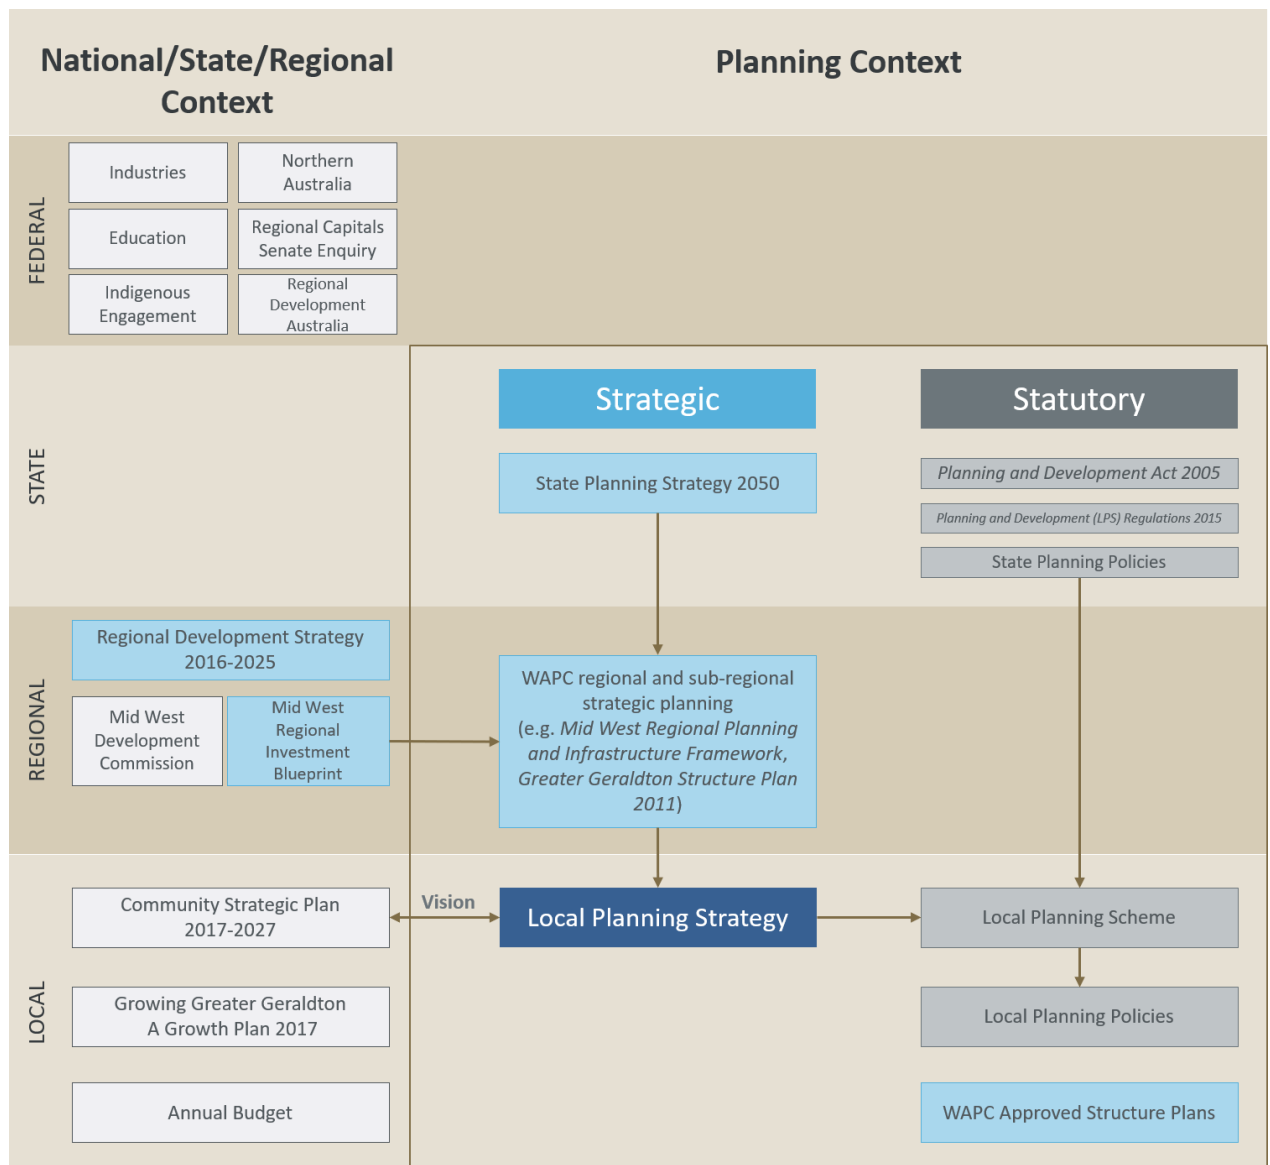 National/State/Regional
Context
Planning Context
FEDERAL
Industries
Northern
Australia
Education
Regional Capitals
Senate Enquiry
Indigenous
Engagement
Regional
Development
Australia
STATE
Strategic
Statutory
State Planning Strategy 2050
Planning and Development Act 2005
Planning and Development (LPS) Regulations 2015
State Planning Policies
REGIONAL
Regional Development Strategy
2016-2025
Mid West
Development
Commission
Mid West
Regional
Investment
Blueprint
WAPC regional and sub-regional
strategic planning
(e.g. Mid West Regional Planning
and Infrastructure Framework,
Greater Geraldton Structure Plan
2011)
LOCAL
Community Strategic Plan
2017-2027
Vision
Local Planning Strategy
Local Planning Scheme
Growing Greater Geraldton
A Growth Plan 2017
Local Planning Policies
Annual Budget
WAPC Approved Structure Plans